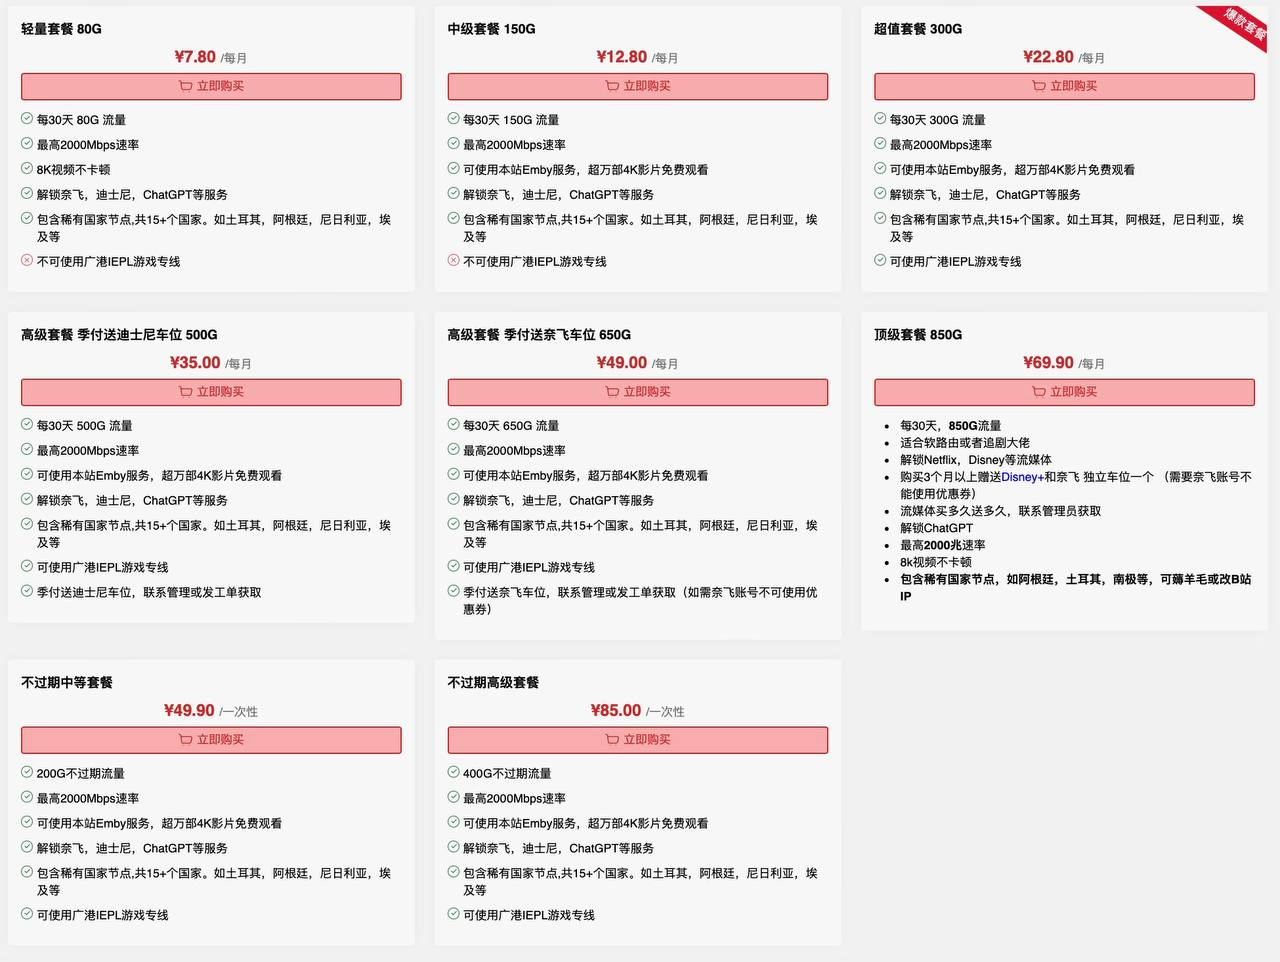 轻量套餐 80G
¥7.80 /每月
立即购买
每30天 80G 流量
最高2000Mbps速率
8K视频不卡顿
解锁奈飞，迪士尼，ChatGPT等服务
包含稀有国家节点,共15+个国家。如土耳其，阿根廷，尼日利亚，埃
及等
不可使用广港IEPL游戏专线
中级套餐 150G
¥12.80 /每月
立即购买
每30天 150G 流量
最高2000Mbps速率
可使用本站Emby服务，超万部4K影片免费观看
解锁奈飞，迪士尼，ChatGPT等服务
包含稀有国家节点,共15+个国家。如土耳其，阿根廷，尼日利亚，埃
及等
不可使用广港IEPL游戏专线
超值套餐 300G
爆款套餐
¥22.80 /每月
立即购买
每30天 300G 流量
最高2000Mbps速率
可使用本站Emby服务，超万部4K影片免费观看
解锁奈飞，迪士尼，ChatGPT等服务
包含稀有国家节点,共15+个国家。如土耳其，阿根廷，尼日利亚，埃
及等
可使用广港IEPL游戏专线
高级套餐 季付送迪士尼车位 500G
¥35.00 /每月
立即购买
每30天 500G 流量
最高2000Mbps速率
可使用本站Emby服务，超万部4K影片免费观看
解锁奈飞，迪士尼，ChatGPT等服务
包含稀有国家节点,共15+个国家。如土耳其，阿根廷，尼日利亚，埃
及等
可使用广港IEPL游戏专线
季付送迪士尼车位，联系管理或发工单获取
高级套餐 季付送奈飞车位 650G
¥49.00 /每月
立即购买
每30天 650G 流量
最高2000Mbps速率
可使用本站Emby服务，超万部4K影片免费观看
解锁奈飞，迪士尼，ChatGPT等服务
包含稀有国家节点,共15+个国家。如土耳其，阿根廷，尼日利亚，埃
及等
可使用广港IEPL游戏专线
季付送奈飞车位，联系管理或发工单获取（如需奈飞账号不可使用优
惠券）
顶级套餐 850G
¥69.90 /每月
立即购买
每30天，850G流量
适合软路由或者追剧大佬
解锁Netflix，Disney等流媒体
购买3个月以上赠送Disney+和奈飞 独立车位一个 （需要奈飞账号不
能使用优惠券）
流媒体买多久送多久，联系管理员获取
解锁ChatGPT
最高2000兆速率
8k视频不卡顿
包含稀有国家节点，如阿根廷，土耳其，南极等，可薅羊毛或改B站
IP
不过期中等套餐
¥49.90 /一次性
立即购买
200G不过期流量
最高2000Mbps速率
可使用本站Emby服务，超万部4K影片免费观看
解锁奈飞，迪士尼，ChatGPT等服务
包含稀有国家节点,共15+个国家。如土耳其，阿根廷，尼日利亚，埃
及等
可使用广港IEPL游戏专线
不过期高级套餐
¥85.00 /一次性
立即购买
400G不过期流量
最高2000Mbps速率
可使用本站Emby服务，超万部4K影片免费观看
解锁奈飞，迪士尼，ChatGPT等服务
包含稀有国家节点,共15+个国家。如土耳其，阿根廷，尼日利亚，埃
及等
可使用广港IEPL游戏专线